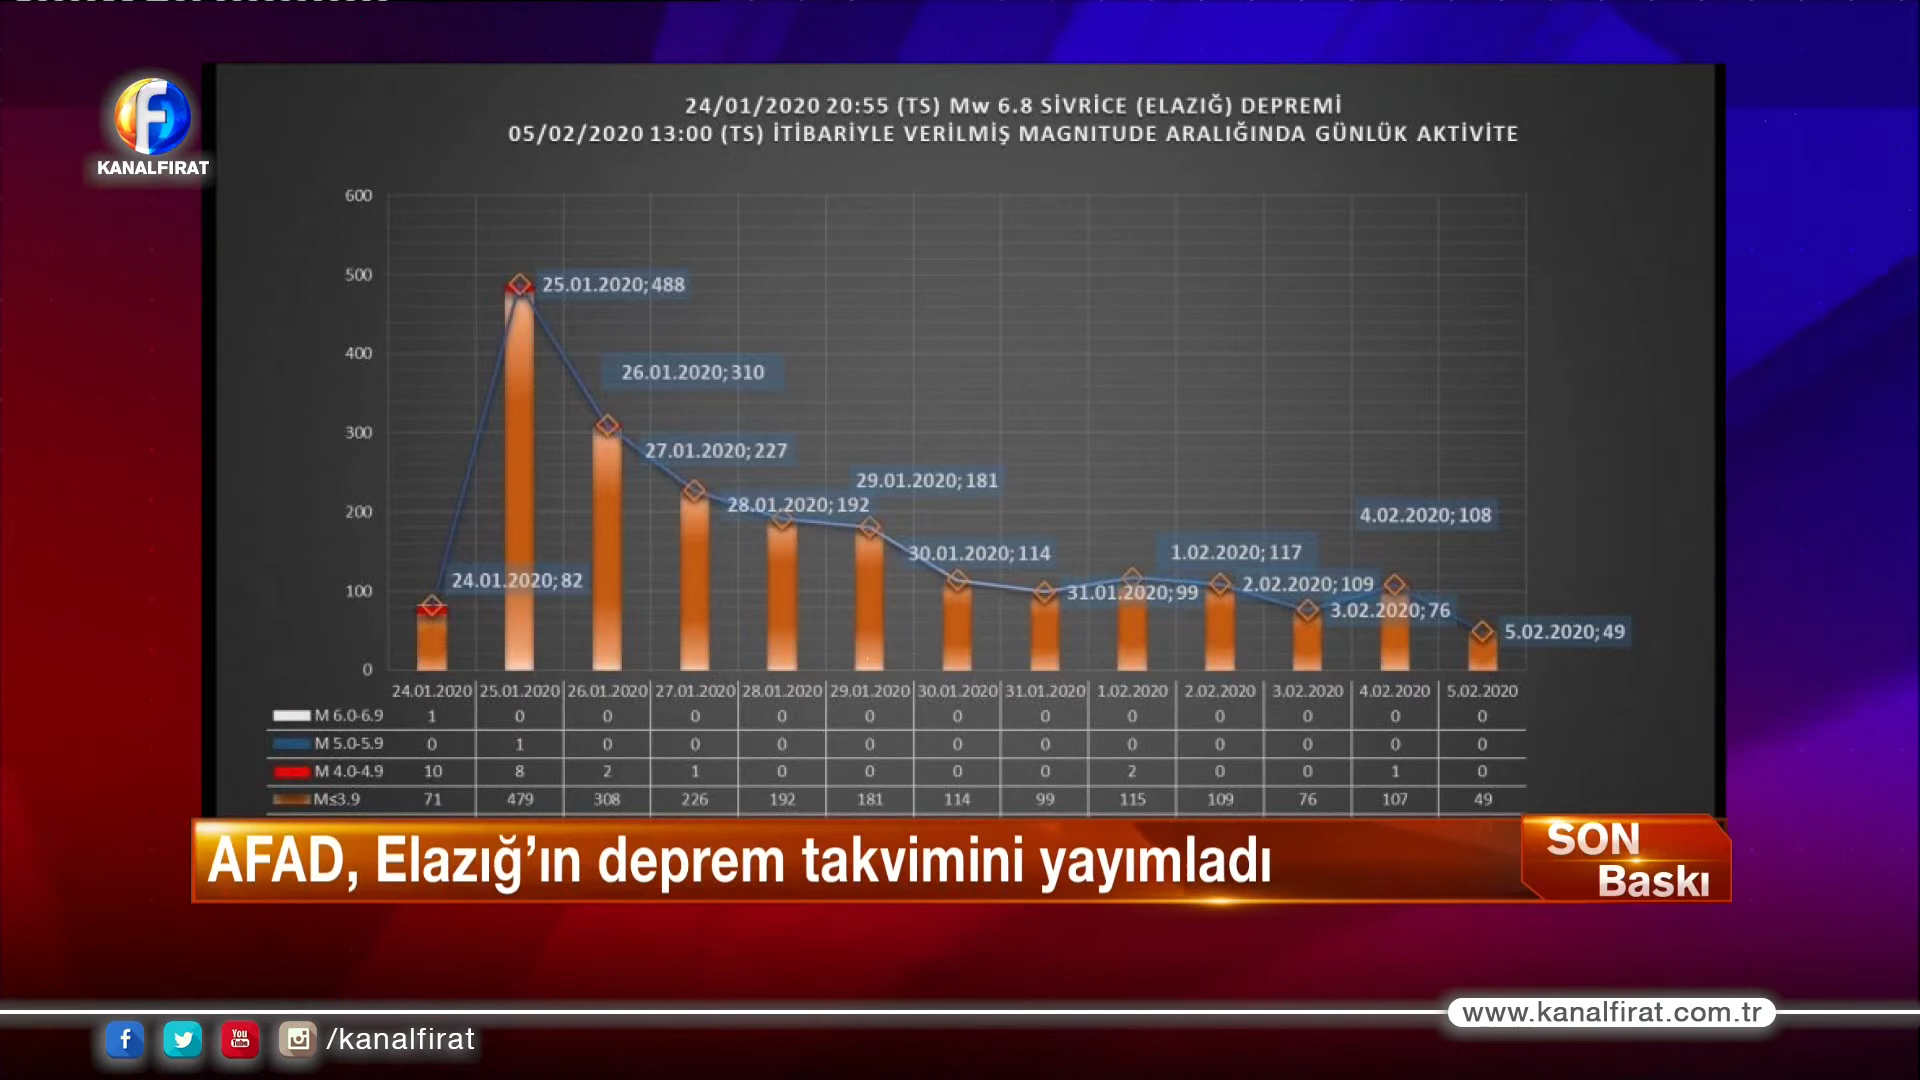 KANALFIRAT
24/01/2020 20:55 (TS) Mw 6.8 SİVRİCE (ELAZIĞ) DEPREMİ
05/02/2020 13:00 (TS) İTİBARİYLE VERİLMİŞ MAGNITUDE ARALIĞINDA GÜNLÜK AKTİVİTE
600
500
400
300
200
100
0
25.01.2020; 488
26.01.2020; 310
27.01.2020; 227
29.01.2020; 181
28.01.2020; 192
4.02.2020; 108
30.01.2020; 114
1.02.2020; 117
24.01.2020; 82
31.01.2020; 99
2.02.2020; 109
3.02.2020; 76
5.02.2020; 49
24.01.2020 25.01.2020 26.01.2020 27.01.2020 28.01.2020 29.01.2020 30.01.2020 31.01.2020 1.02.2020 2.02.2020 3.02.2020 4.02.2020 5.02.2020
M 6.0-6.9 1 0 0 0 0 0 0 0 0 0 0 0 0
M 5.0-5.9 0 1 0 0 0 0 0 0 0 0 0 0 0
M 4.0-4.9 10 8 2 1 0 0 0 0 2 0 0 1 0
M≤3.9 71 479 308 226 192 181 114 99 115 109 76 107 49
AFAD, Elazığ'ın deprem takvimini yayımladı
SON
Baskı
www.kanalfirat.com.tr
You
Tube
/kanalfirat